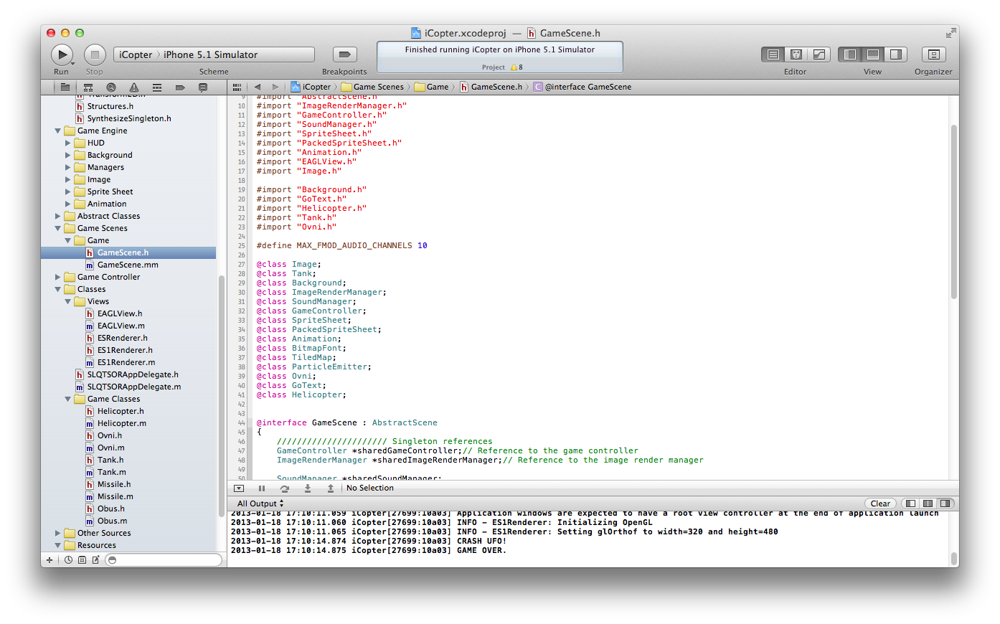 iCopter.xcodeproj — GameScene.h
iCopter › iPhone 5.1 Simulator
Finished running iCopter on iPhone 5.1 Simulator
Project 8
Run Stop Scheme Breakpoints Editor View Organizer
iCopter › Game Scenes › Game › GameScene.h › @interface GameScene
Structures.h
SynthesizeSingleton.h
Game Engine
HUD
Background
Managers
Image
Sprite Sheet
Animation
Abstract Classes
Game Scenes
Game
GameScene.h
GameScene.mm
Game Controller
Classes
Views
EAGLView.h
EAGLView.m
ESRenderer.h
ES1Renderer.h
ES1Renderer.m
SLQTSORAppDelegate.h
SLQTSORAppDelegate.m
Game Classes
Helicopter.h
Helicopter.m
Ovni.h
Ovni.m
Tank.h
Tank.m
Missile.h
Missile.m
Obus.h
Obus.m
Other Sources
Resources
9 #import "AbstractScene.h"
10 #import "ImageRenderManager.h"
11 #import "GameController.h"
12 #import "SoundManager.h"
13 #import "SpriteSheet.h"
14 #import "PackedSpriteSheet.h"
15 #import "Animation.h"
16 #import "EAGLView.h"
17 #import "Image.h"
18
19 #import "Background.h"
20 #import "GoText.h"
21 #import "Helicopter.h"
22 #import "Tank.h"
23 #import "Ovni.h"
24
25 #define MAX_FMOD_AUDIO_CHANNELS 10
26
27 @class Image;
28 @class Tank;
29 @class Background;
30 @class ImageRenderManager;
31 @class SoundManager;
32 @class GameController;
33 @class SpriteSheet;
34 @class PackedSpriteSheet;
35 @class Animation;
36 @class BitmapFont;
37 @class TiledMap;
38 @class ParticleEmitter;
39 @class Ovni;
40 @class GoText;
41 @class Helicopter;
42
43
44 @interface GameScene : AbstractScene
45 {
46 ////////////////////// Singleton references
47 GameController *sharedGameController;// Reference to the game controller
48 ImageRenderManager *sharedImageRenderManager;// Reference to the image render manager
49
50 SoundManager *sharedSoundManager;
No Selection
All Output Clear
2013-01-18 17:10:11.059 iCopter[27699:10a03] Application windows are expected to have a root view controller at the end of application launch
2013-01-18 17:10:11.060 iCopter[27699:10a03] INFO - ES1Renderer: Initializing OpenGL
2013-01-18 17:10:11.065 iCopter[27699:10a03] INFO - ES1Renderer: Setting glOrthof to width=320 and height=480
2013-01-18 17:10:14.874 iCopter[27699:10a03] CRASH UFO!
2013-01-18 17:10:14.875 iCopter[27699:10a03] GAME OVER.